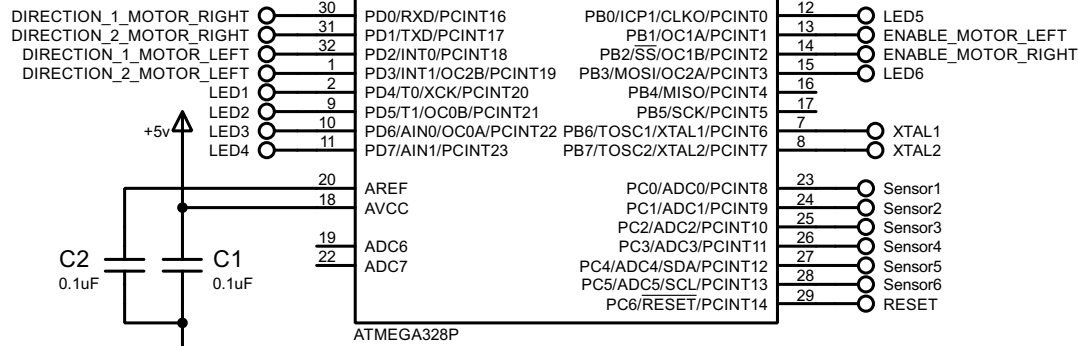 DIRECTION_1_MOTOR_RIGHT 30 PD0/RXD/PCINT16 PB0/ICP1/CLKO/PCINT0 12 LED5
DIRECTION_2_MOTOR_RIGHT 31 PD1/TXD/PCINT17 PB1/OC1A/PCINT1 13 ENABLE_MOTOR_LEFT
DIRECTION_1_MOTOR_LEFT 32 PD2/INT0/PCINT18 PB2/SS/OC1B/PCINT2 14 ENABLE_MOTOR_RIGHT
DIRECTION_2_MOTOR_LEFT 1 PD3/INT1/OC2B/PCINT19 PB3/MOSI/OC2A/PCINT3 15 LED6
LED1 2 PD4/T0/XCK/PCINT20 PB4/MISO/PCINT4 16
LED2 9 PD5/T1/OC0B/PCINT21 PB5/SCK/PCINT5 17
+5v LED3 10 PD6/AIN0/OC0A/PCINT22 PB6/TOSC1/XTAL1/PCINT6 7 XTAL1
LED4 11 PD7/AIN1/PCINT23 PB7/TOSC2/XTAL2/PCINT7 8 XTAL2
20 AREF PC0/ADC0/PCINT8 23 Sensor1
18 AVCC PC1/ADC1/PCINT9 24 Sensor2
PC2/ADC2/PCINT10 25 Sensor3
19 ADC6 PC3/ADC3/PCINT11 26 Sensor4
C2 C1 22 ADC7 PC4/ADC4/SDA/PCINT12 27 Sensor5
0.1uF 0.1uF PC5/ADC5/SCL/PCINT13 28 Sensor6
PC6/RESET/PCINT14 29 RESET
ATMEGA328P